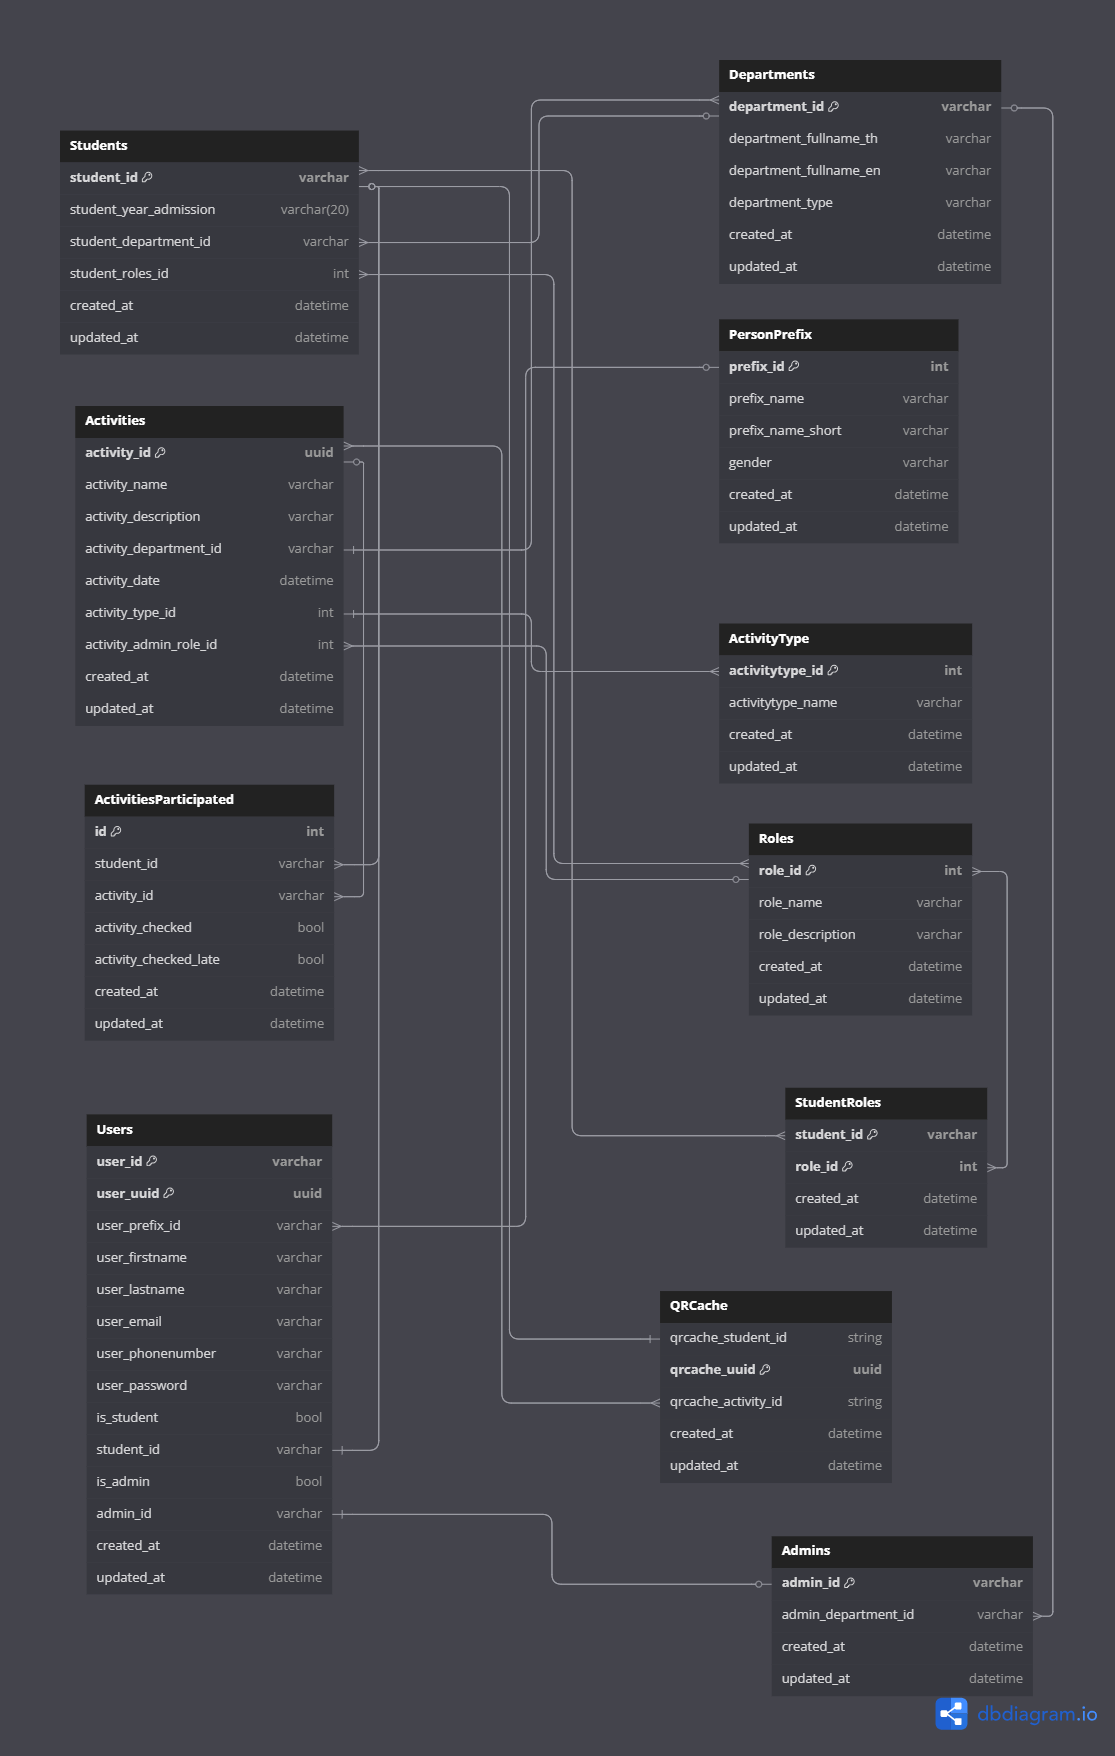 Students
student_id varchar
student_year_admission varchar(20)
student_department_id varchar
student_roles_id int
created_at datetime
updated_at datetime
Activities
activity_id uuid
activity_name varchar
activity_description varchar
activity_department_id varchar
activity_date datetime
activity_type_id int
activity_admin_role_id int
created_at datetime
updated_at datetime
ActivitiesParticipated
id int
student_id varchar
activity_id varchar
activity_checked bool
activity_checked_late bool
created_at datetime
updated_at datetime
Users
user_id varchar
user_uuid uuid
user_prefix_id varchar
user_firstname varchar
user_lastname varchar
user_email varchar
user_phonenumber varchar
user_password varchar
is_student bool
student_id varchar
is_admin bool
admin_id varchar
created_at datetime
updated_at datetime
Departments
department_id varchar
department_fullname_th varchar
department_fullname_en varchar
department_type varchar
created_at datetime
updated_at datetime
PersonPrefix
prefix_id int
prefix_name varchar
prefix_name_short varchar
gender varchar
created_at datetime
updated_at datetime
ActivityType
activitytype_id int
activitytype_name varchar
created_at datetime
updated_at datetime
Roles
role_id int
role_name varchar
role_description varchar
created_at datetime
updated_at datetime
StudentRoles
student_id varchar
role_id int
created_at datetime
updated_at datetime
QRCache
qrcache_student_id string
qrcache_uuid uuid
qrcache_activity_id string
created_at datetime
updated_at datetime
Admins
admin_id varchar
admin_department_id varchar
created_at datetime
updated_at datetime
dbdiagram.io